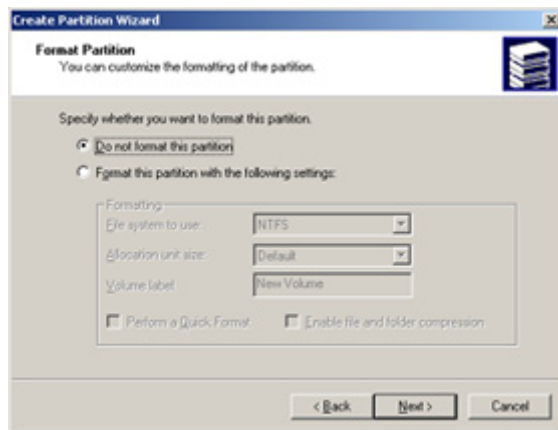 Create Partition Wizard
Format Partition
You can customize the formatting of the partition.
Specify whether you want to format this partition.
Do not format this partition
Format this partition with the following settings:
Formatting
File system to use: NTFS
Allocation unit size: Default
Volume label: New Volume
Perform a Quick Format Enable file and folder compression
< Back Next > Cancel